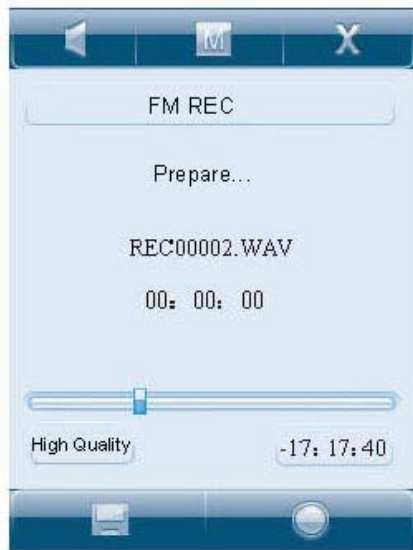 M X
FM REC
Prepare...
REC00002.WAV
00: 00: 00
High Quality -17: 17: 40